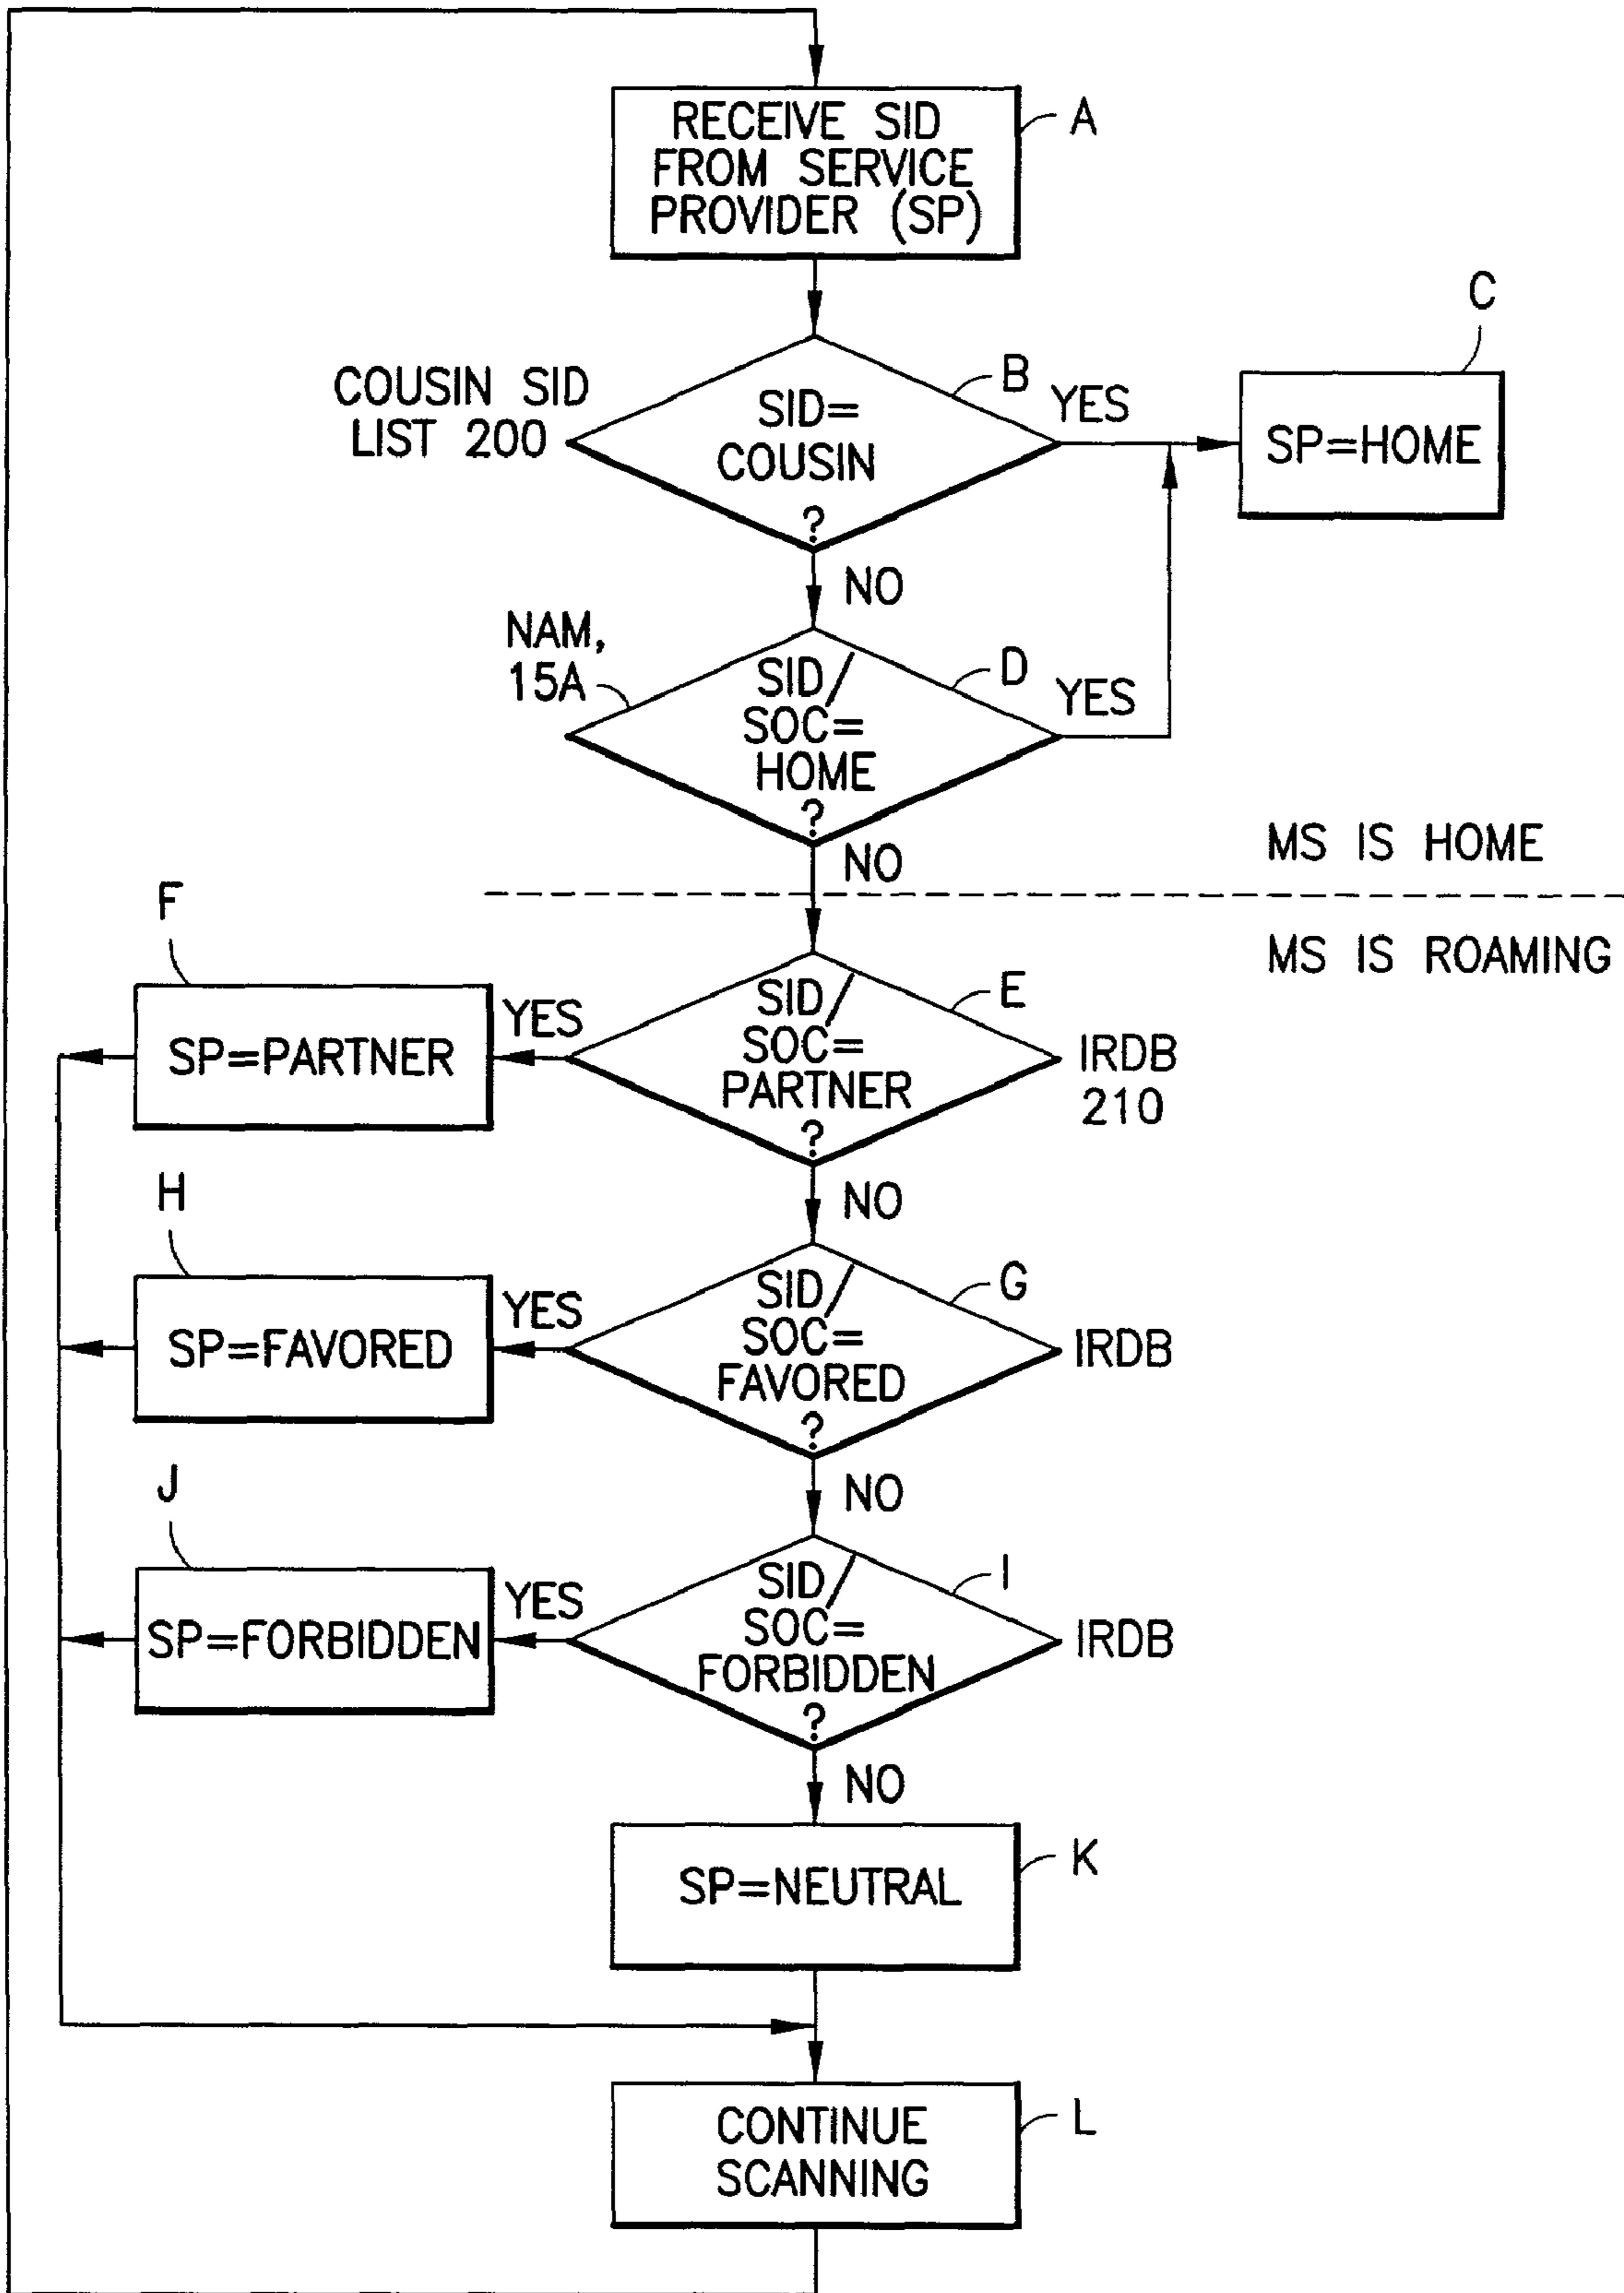 RECEIVE SID
FROM SERVICE
PROVIDER (SP)
A
COUSIN SID
LIST 200
SID=
COUSIN
?
B
YES
C
SP=HOME
NO
NAM,
15A
SID/
SOC=
HOME
?
D
YES
NO
MS IS HOME
MS IS ROAMING
F
SP=PARTNER
YES
SID/
SOC=
PARTNER
?
E
IRDB
210
NO
H
SP=FAVORED
YES
SID/
SOC=
FAVORED
?
G
IRDB
NO
J
SP=FORBIDDEN
YES
SID/
SOC=
FORBIDDEN
?
I
IRDB
NO
SP=NEUTRAL
K
CONTINUE
SCANNING
L